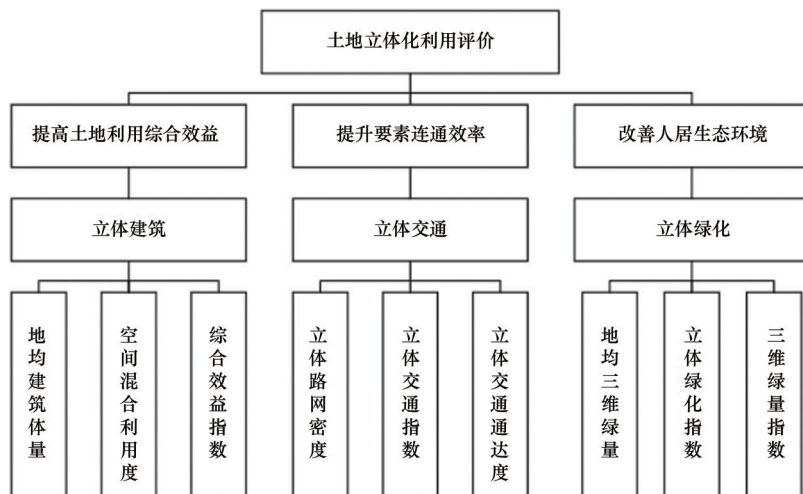 土地立体化利用评价
提高土地利用综合效益
提升要素连通效率
改善人居生态环境
立体建筑
立体交通
立体绿化
地均建筑体量
空间混合利用度
综合效益指数
立体路网密度
立体交通指数
立体交通通达度
地均三维绿量
立体绿化指数
三维绿量指数